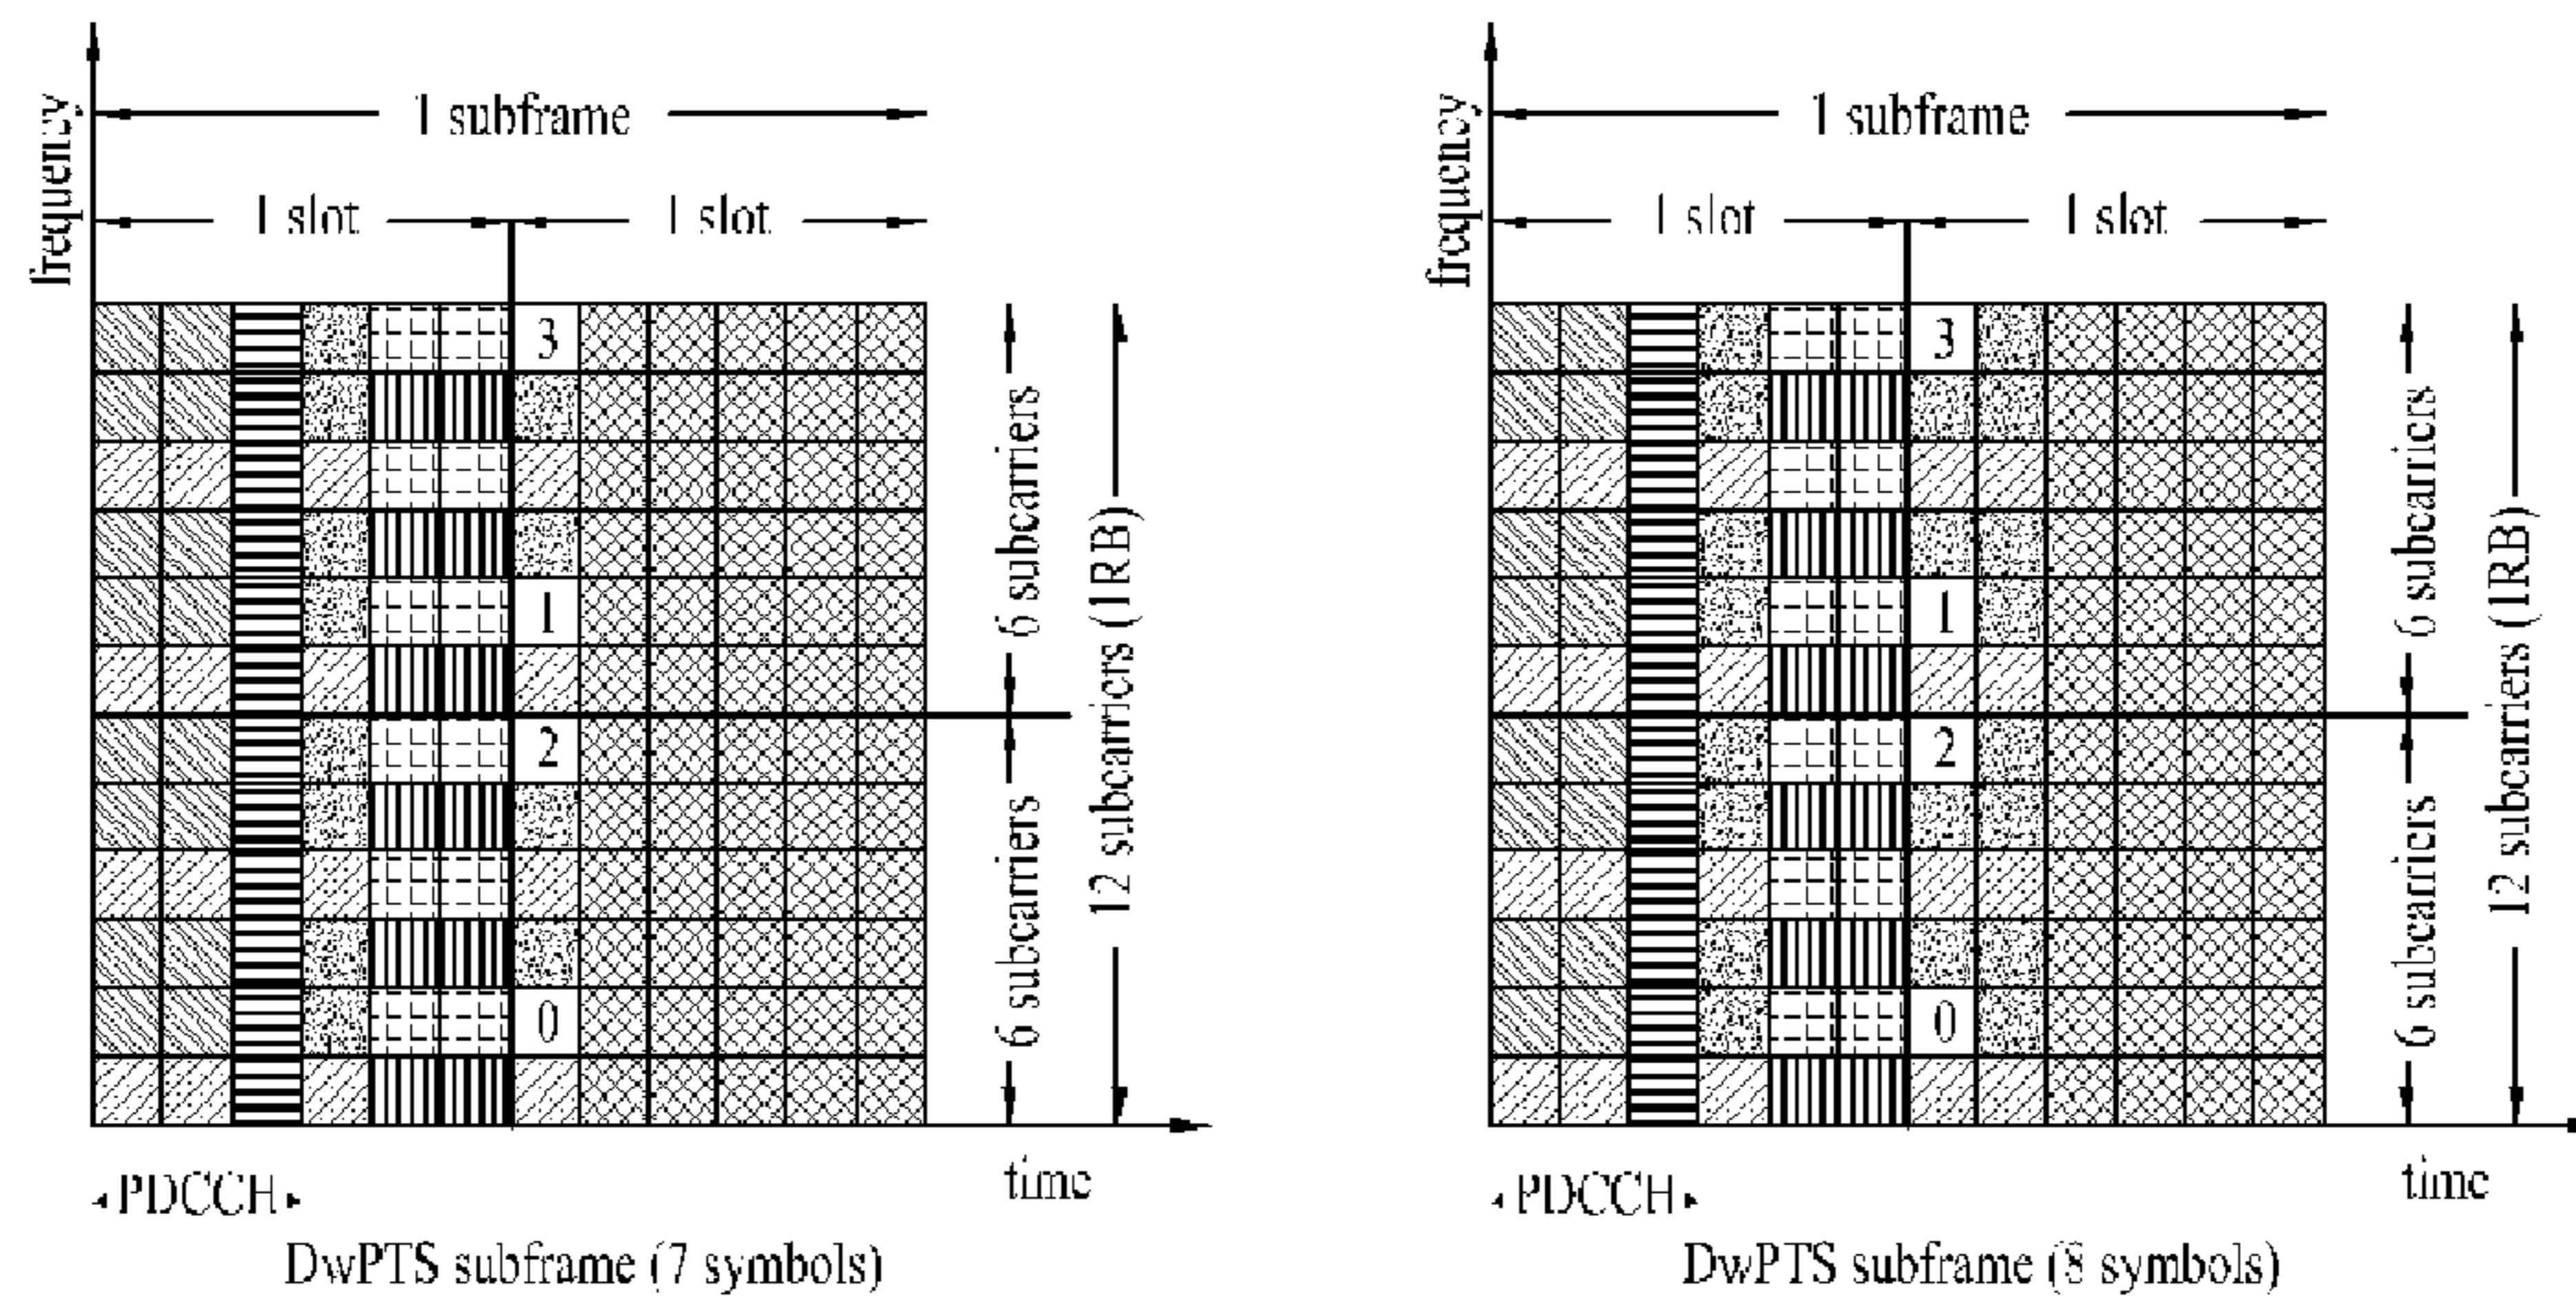 frequency
1 subframe
1 slot
1 slot
3
1
2
0
6 subcarriers
6 subcarriers
12 subcarriers (1RB)
time
PDCCH
DwPTS subframe (7 symbols)
frequency
1 subframe
1 slot
1 slot
3
1
2
0
6 subcarriers
6 subcarriers
12 subcarriers (1RB)
time
PDCCH
DwPTS subframe (8 symbols)